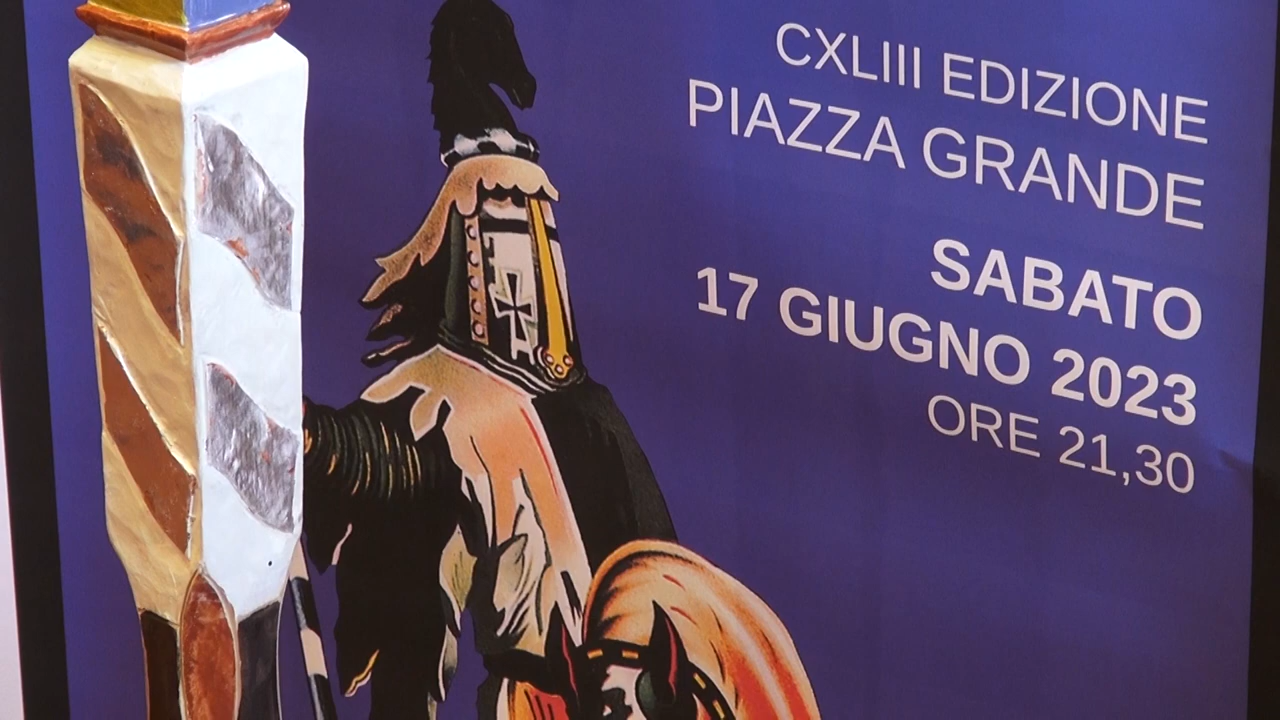 CXLIII EDIZIONE
PIAZZA GRANDE
SABATO
17 GIUGNO 2023
ORE 21,30